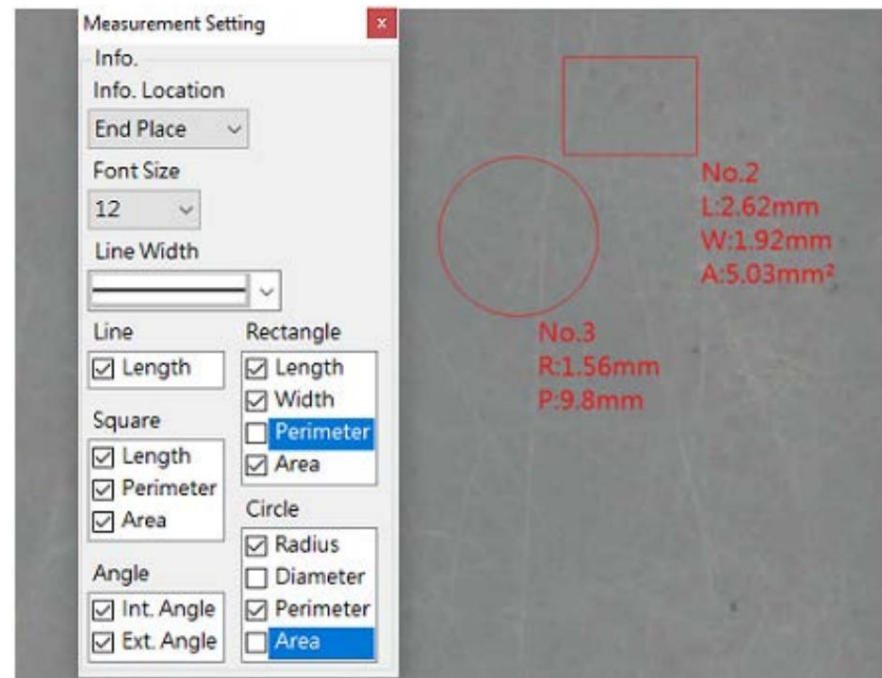 Measurement Setting
x
Info.
Info. Location
End Place
Font Size
12
Line Width
Line
Length
Square
Length
Perimeter
Area
Angle
Int. Angle
Ext. Angle
Rectangle
Length
Width
Perimeter
Area
Circle
Radius
Diameter
Perimeter
Area
No.2
L:2.62mm
W:1.92mm
A:5.03mm²
No.3
R:1.56mm
P:9.8mm